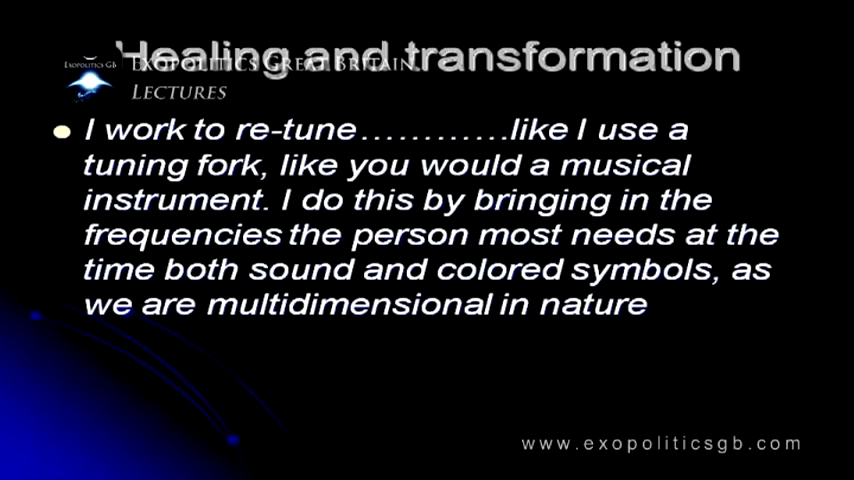 Healing and transformation
EXOPOLITICS GB
EXOPOLITICS GREAT BRITAIN
LECTURES
I work to re-tune............like I use a
tuning fork, like you would a musical
instrument. I do this by bringing in the
frequencies the person most needs at the
time both sound and colored symbols, as
we are multidimensional in nature
www.exopoliticsgb.com